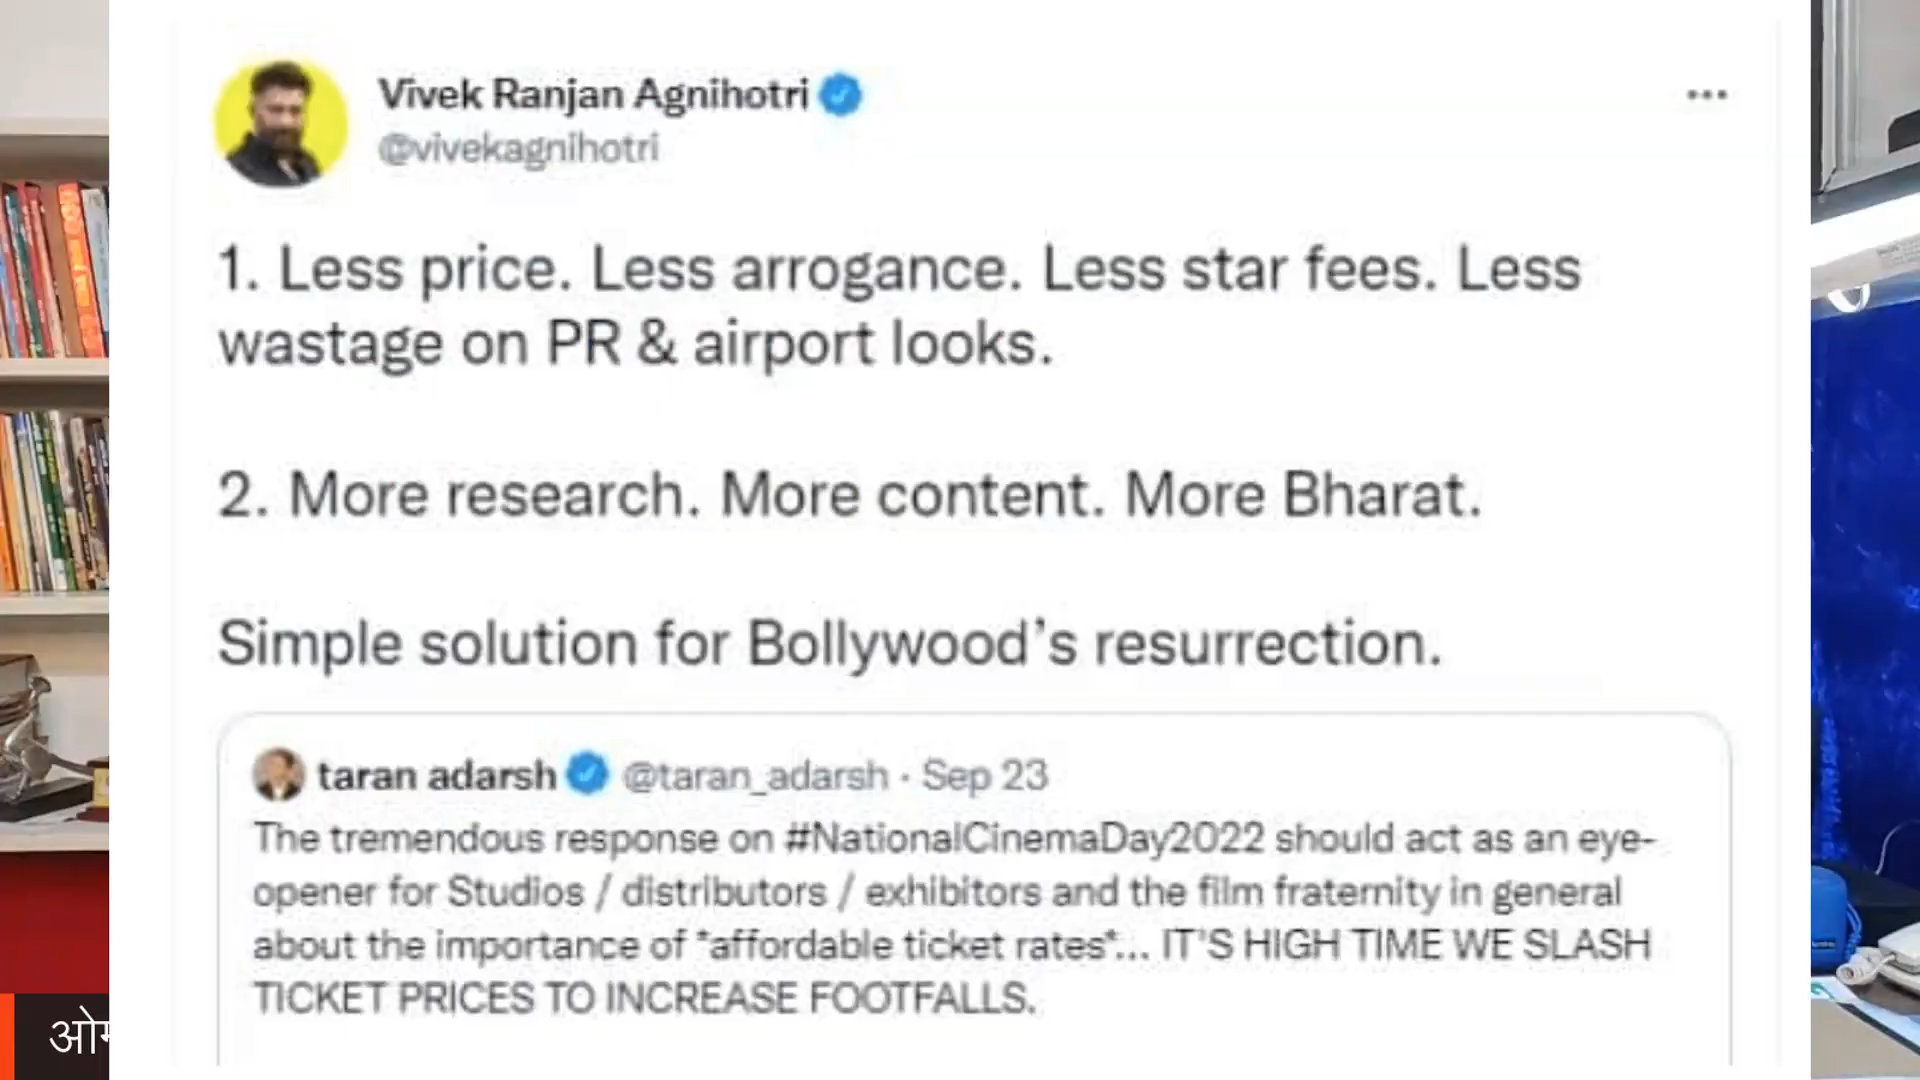 Vivek Ranjan Agnihotri
@vivekagnihotri
1. Less price. Less arrogance. Less star fees. Less
wastage on PR & airport looks.
2. More research. More content. More Bharat.
Simple solution for Bollywood’s resurrection.
taran adarsh @taran_adarsh · Sep 23
The tremendous response on #NationalCinemaDay2022 should act as an eye-
opener for Studios / distributors / exhibitors and the film fraternity in general
about the importance of *affordable ticket rates*... IT'S HIGH TIME WE SLASH
TICKET PRICES TO INCREASE FOOTFALLS.